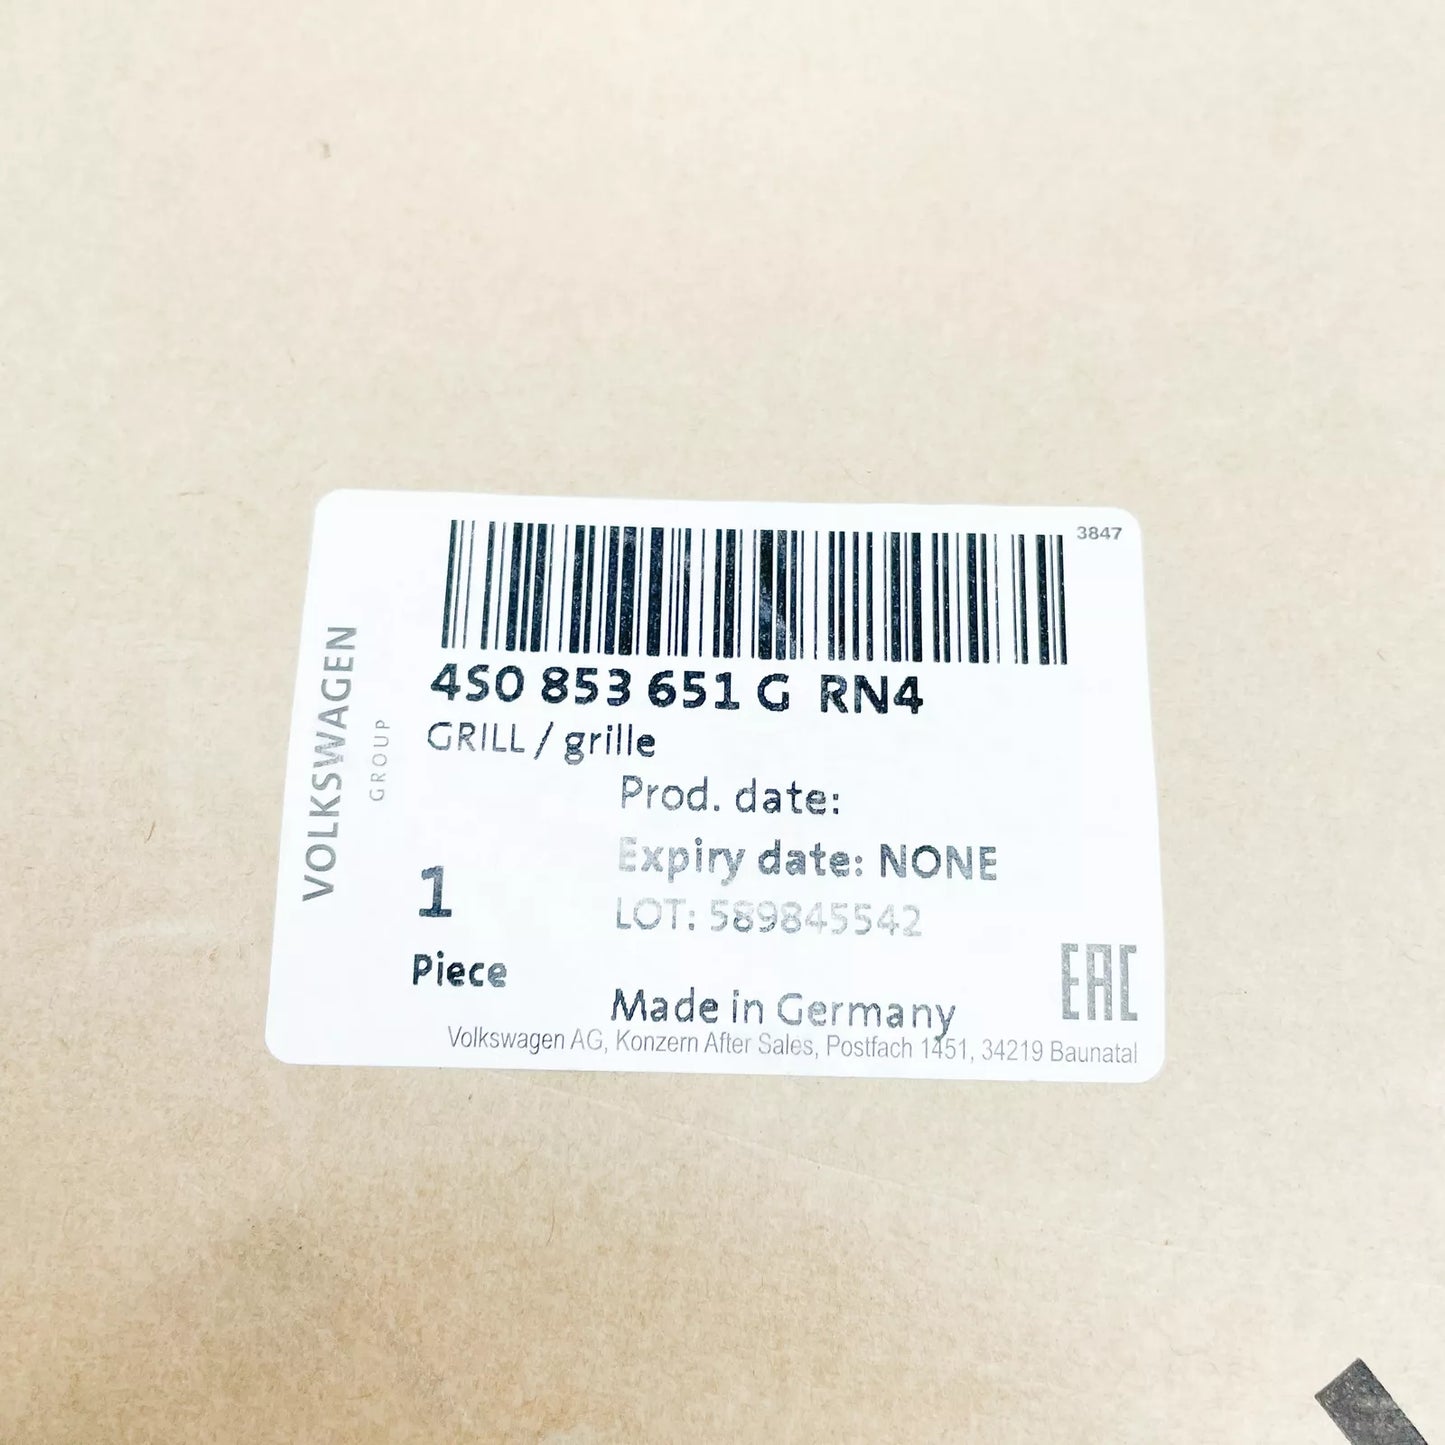 3847
4S0 853 651 G RN4
GRILL / grille
Prod. date:
Expiry date: NONE
LOT: 589845542
1
Piece
Made in Germany
EAC
Volkswagen AG, Konzern After Sales, Postfach 1451, 34219 Baunatal
VOLKSWAGEN
GROUP